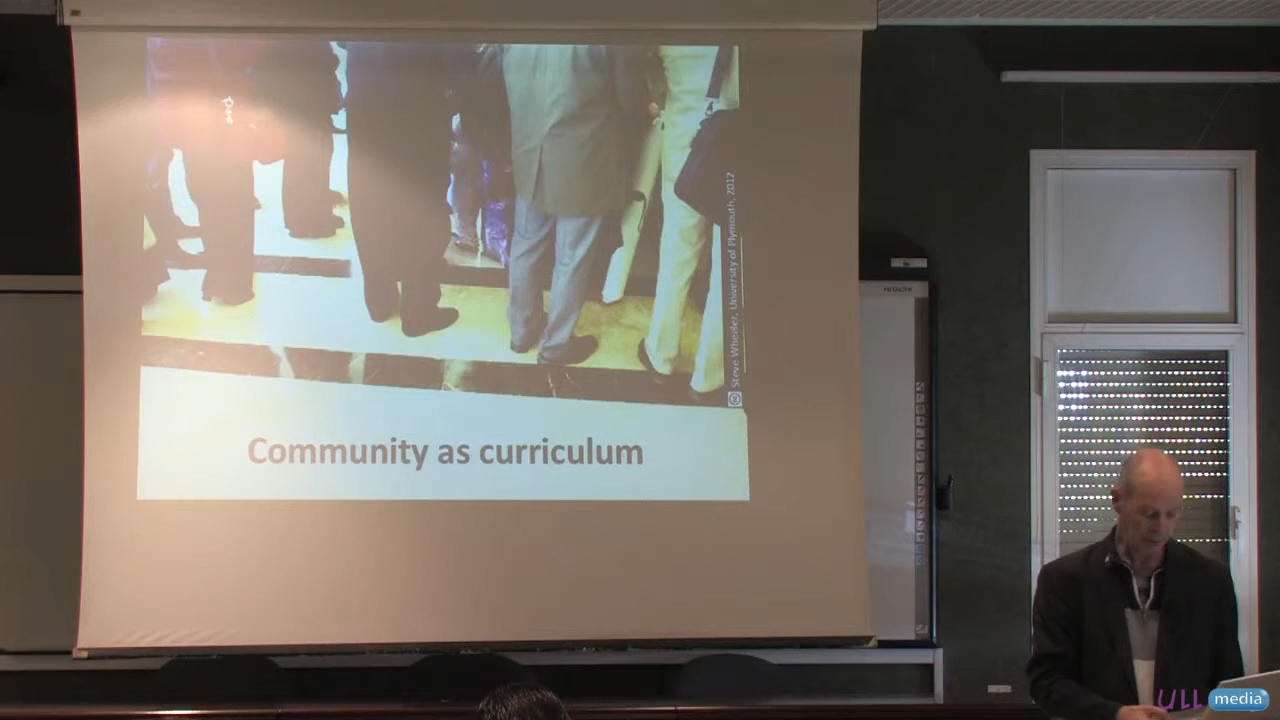 Steve Wheeler, University of Plymouth, 2012
Community as curriculum
HITACHI
ULL media